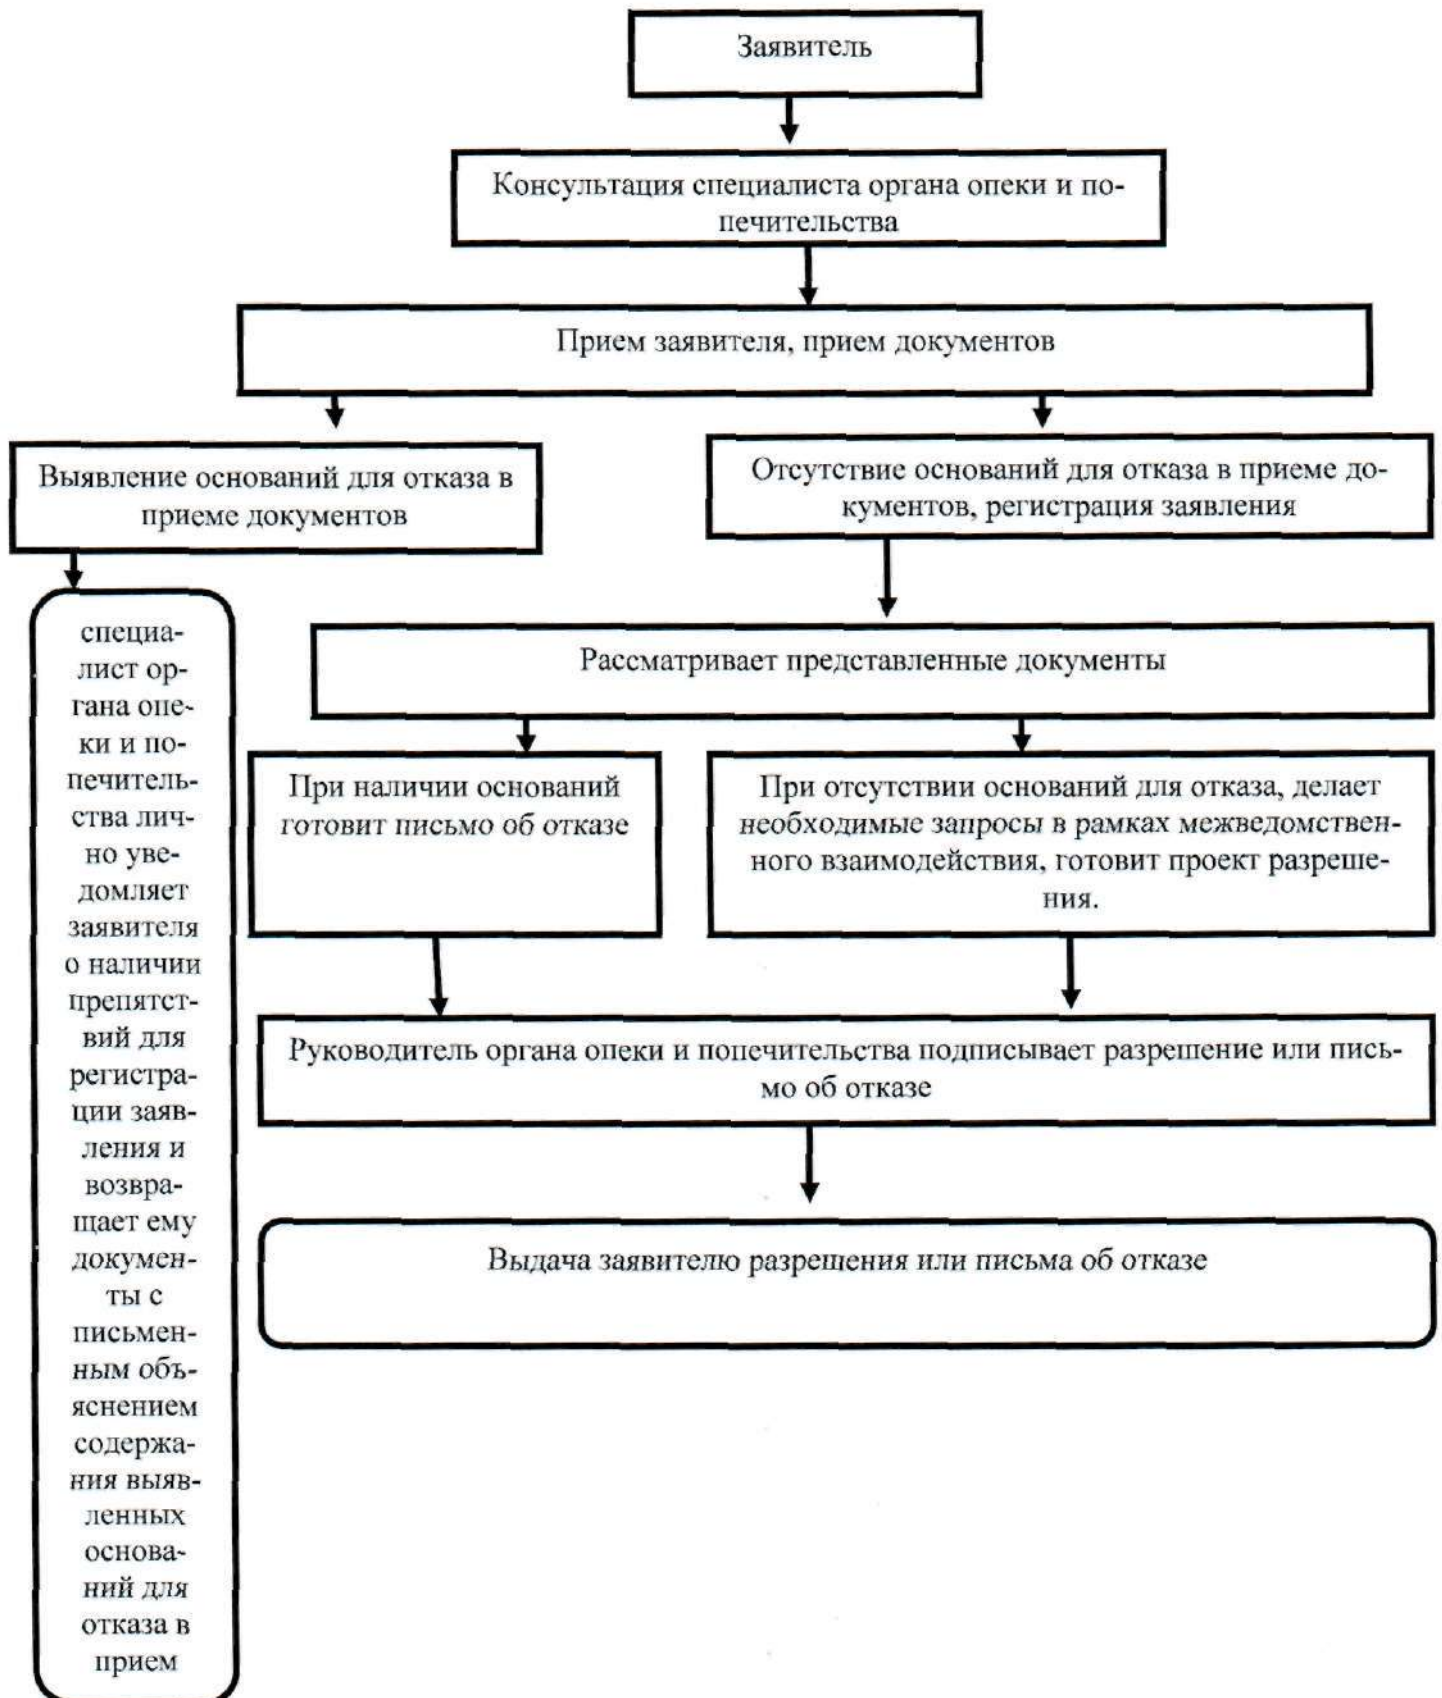 Заявитель
Консультация специалиста органа опеки и по-
печительства
Прием заявителя, прием документов
Выявление оснований для отказа в
приеме документов
Отсутствие оснований для отказа в приеме до-
кументов, регистрация заявления
специа-
лист ор-
гана опе-
ки и по-
печитель-
ства лич-
но уве-
домляет
заявителя
о наличии
препятст-
вий для
регистра-
ции заяв-
ления и
возвра-
щает ему
докумен-
ты с
письмен-
ным объ-
яснением
содержа-
ния выяв-
ленных
основа-
ний для
отказа в
прием
Рассматривает представленные документы
При наличии оснований
готовит письмо об отказе
При отсутствии оснований для отказа, делает
необходимые запросы в рамках межведомствен-
ного взаимодействия, готовит проект разреше-
ния.
Руководитель органа опеки и попечительства подписывает разрешение или пись-
мо об отказе
Выдача заявителю разрешения или письма об отказе